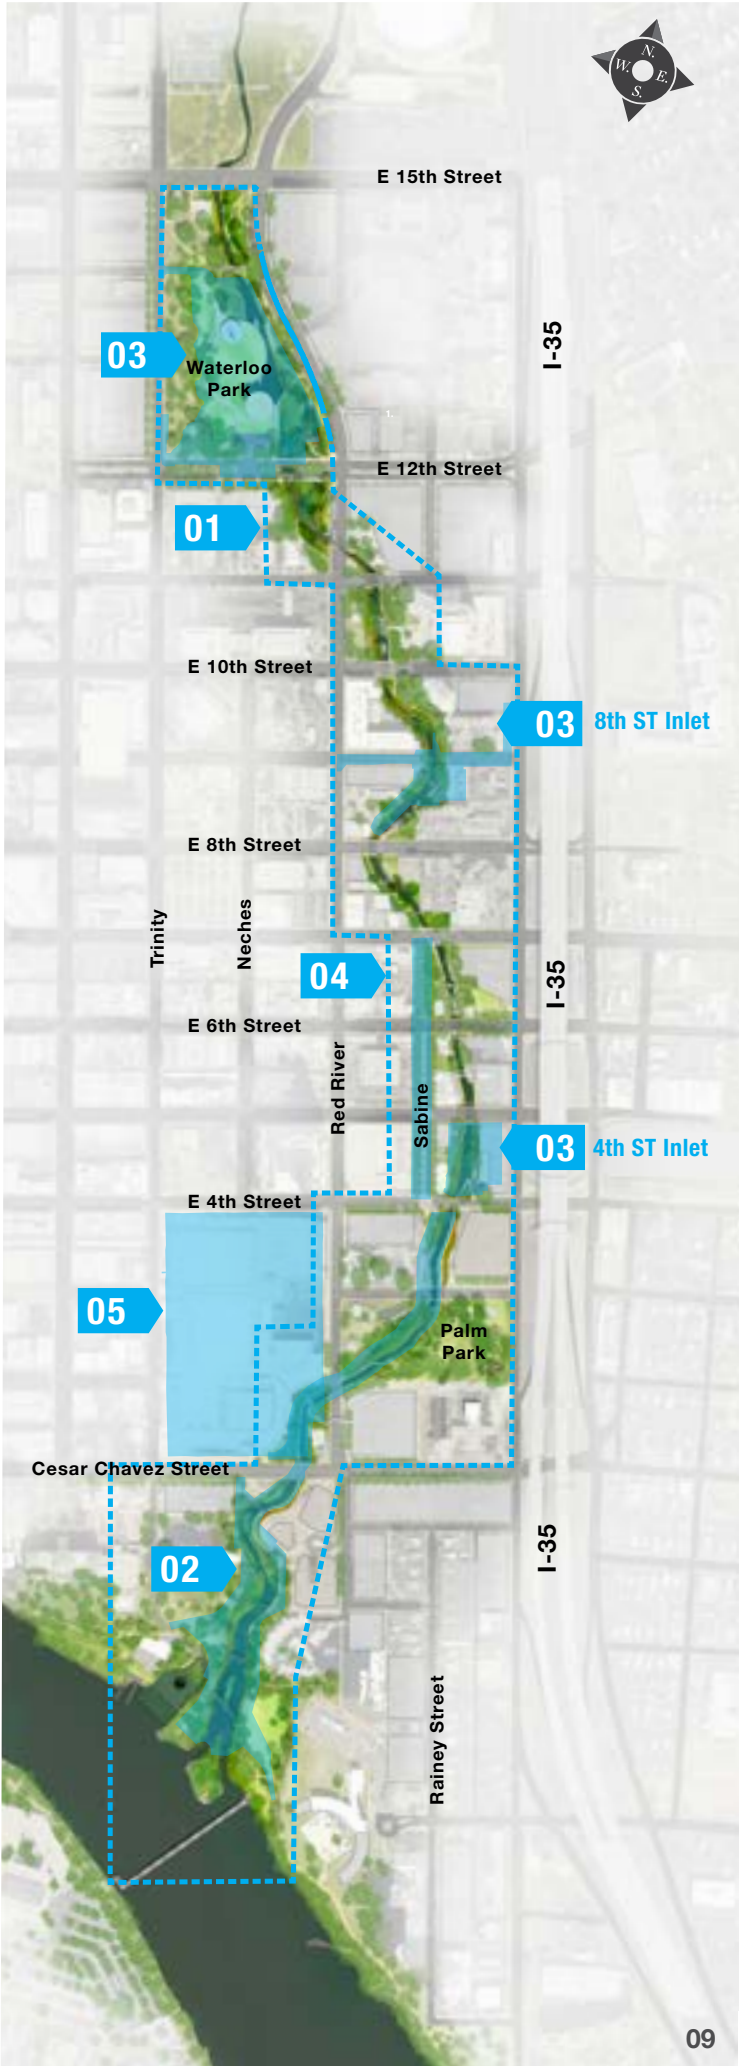 N.
W.
E.
S.
E 15th Street
I-35
03
Waterloo
Park
1.
E 12th Street
01
E 10th Street
03
8th ST Inlet
E 8th Street
Trinity
Neches
04
I-35
E 6th Street
Red River
Sabine
03
4th ST Inlet
E 4th Street
05
Palm
Park
Cesar Chavez Street
I-35
02
Rainey Street
09